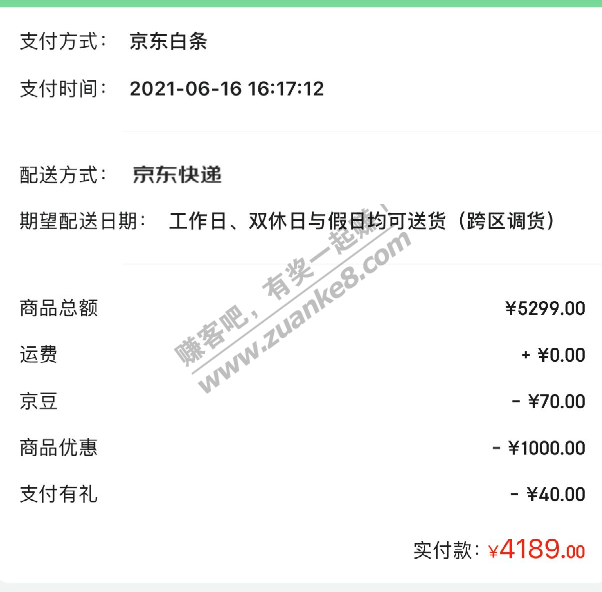 支付方式： 京东白条
支付时间： 2021-06-16 16:17:12
配送方式： 京东快递
期望配送日期： 工作日、双休日与假日均可送货（跨区调货）
赚客吧，有奖一起赚！
www.zuanke8.com
商品总额 ¥5299.00
运费 + ¥0.00
京豆 - ¥70.00
商品优惠 - ¥1000.00
支付有礼 - ¥40.00
实付款：¥4189.00